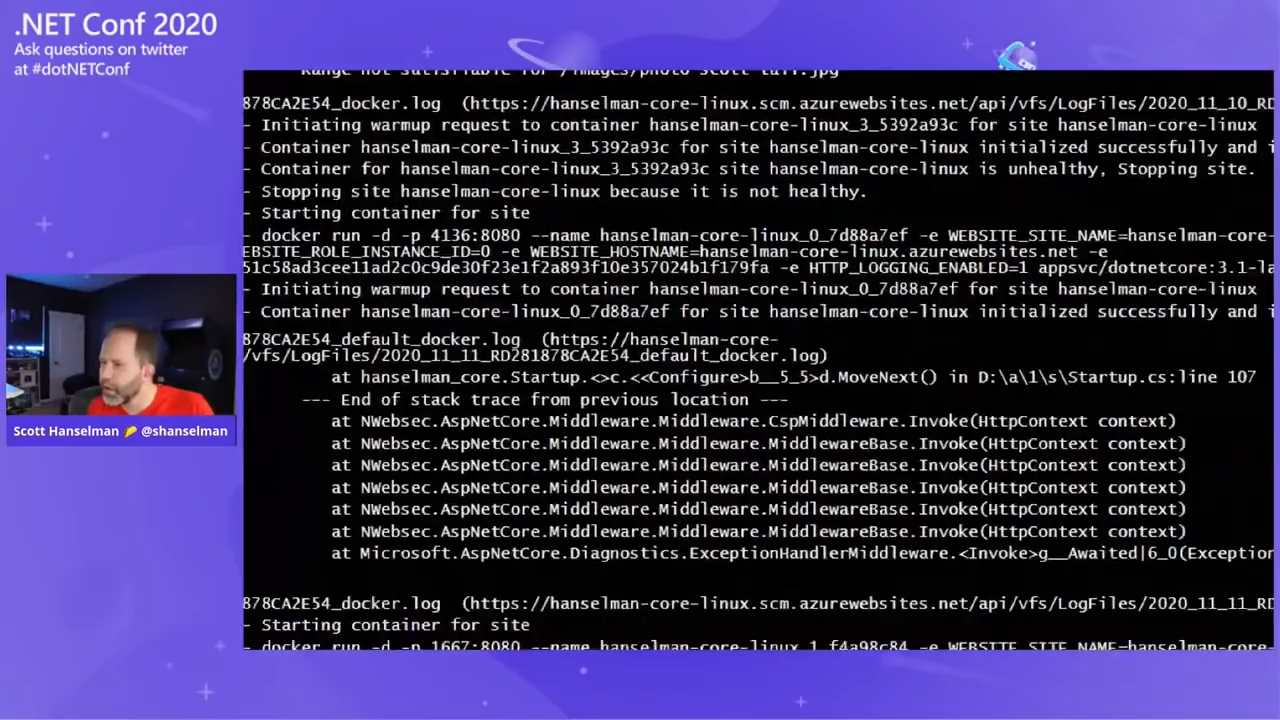 .NET Conf 2020
Ask questions on twitter
at #dotNETConf
Range not satisfiable for /images/photo-scott-tall.jpg
878CA2E54_docker.log (https://hanselman-core-linux.scm.azurewebsites.net/api/vfs/LogFiles/2020_11_10_RD
- Initiating warmup request to container hanselman-core-linux_3_5392a93c for site hanselman-core-linux
- Container hanselman-core-linux_3_5392a93c for site hanselman-core-linux initialized successfully and i
- Container for hanselman-core-linux_3_5392a93c site hanselman-core-linux is unhealthy, Stopping site.
- Stopping site hanselman-core-linux because it is not healthy.
- Starting container for site
- docker run -d -p 4136:8080 --name hanselman-core-linux_0_7d88a7ef -e WEBSITE_SITE_NAME=hanselman-core-
EBSITE_ROLE_INSTANCE_ID=0 -e WEBSITE_HOSTNAME=hanselman-core-linux.azurewebsites.net -e
51c58ad3cee11ad2c0c9de30f23e1f2a893f10e357024b1f179fa -e HTTP_LOGGING_ENABLED=1 appsvc/dotnetcore:3.1-la
- Initiating warmup request to container hanselman-core-linux_0_7d88a7ef for site hanselman-core-linux
- Container hanselman-core-linux_0_7d88a7ef for site hanselman-core-linux initialized successfully and i
878CA2E54_default_docker.log (https://hanselman-core-
/vfs/LogFiles/2020_11_11_RD281878CA2E54_default_docker.log)
at hanselman_core.Startup.<>c.<<Configure>b__5_5>d.MoveNext() in D:\a\1\s\Startup.cs:line 107
--- End of stack trace from previous location ---
at NWebsec.AspNetCore.Middleware.Middleware.CspMiddleware.Invoke(HttpContext context)
at NWebsec.AspNetCore.Middleware.Middleware.MiddlewareBase.Invoke(HttpContext context)
at NWebsec.AspNetCore.Middleware.Middleware.MiddlewareBase.Invoke(HttpContext context)
at NWebsec.AspNetCore.Middleware.Middleware.MiddlewareBase.Invoke(HttpContext context)
at NWebsec.AspNetCore.Middleware.Middleware.MiddlewareBase.Invoke(HttpContext context)
at NWebsec.AspNetCore.Middleware.Middleware.MiddlewareBase.Invoke(HttpContext context)
at Microsoft.AspNetCore.Diagnostics.ExceptionHandlerMiddleware.<Invoke>g__Awaited|6_0(Exception
878CA2E54_docker.log (https://hanselman-core-linux.scm.azurewebsites.net/api/vfs/LogFiles/2020_11_11_RD
- Starting container for site
- docker run -d -p 1667:8080 --name hanselman-core-linux_1_f4a98c84 -e WEBSITE_SITE_NAME=hanselman-core-
Scott Hanselman 🌮 @shanselman